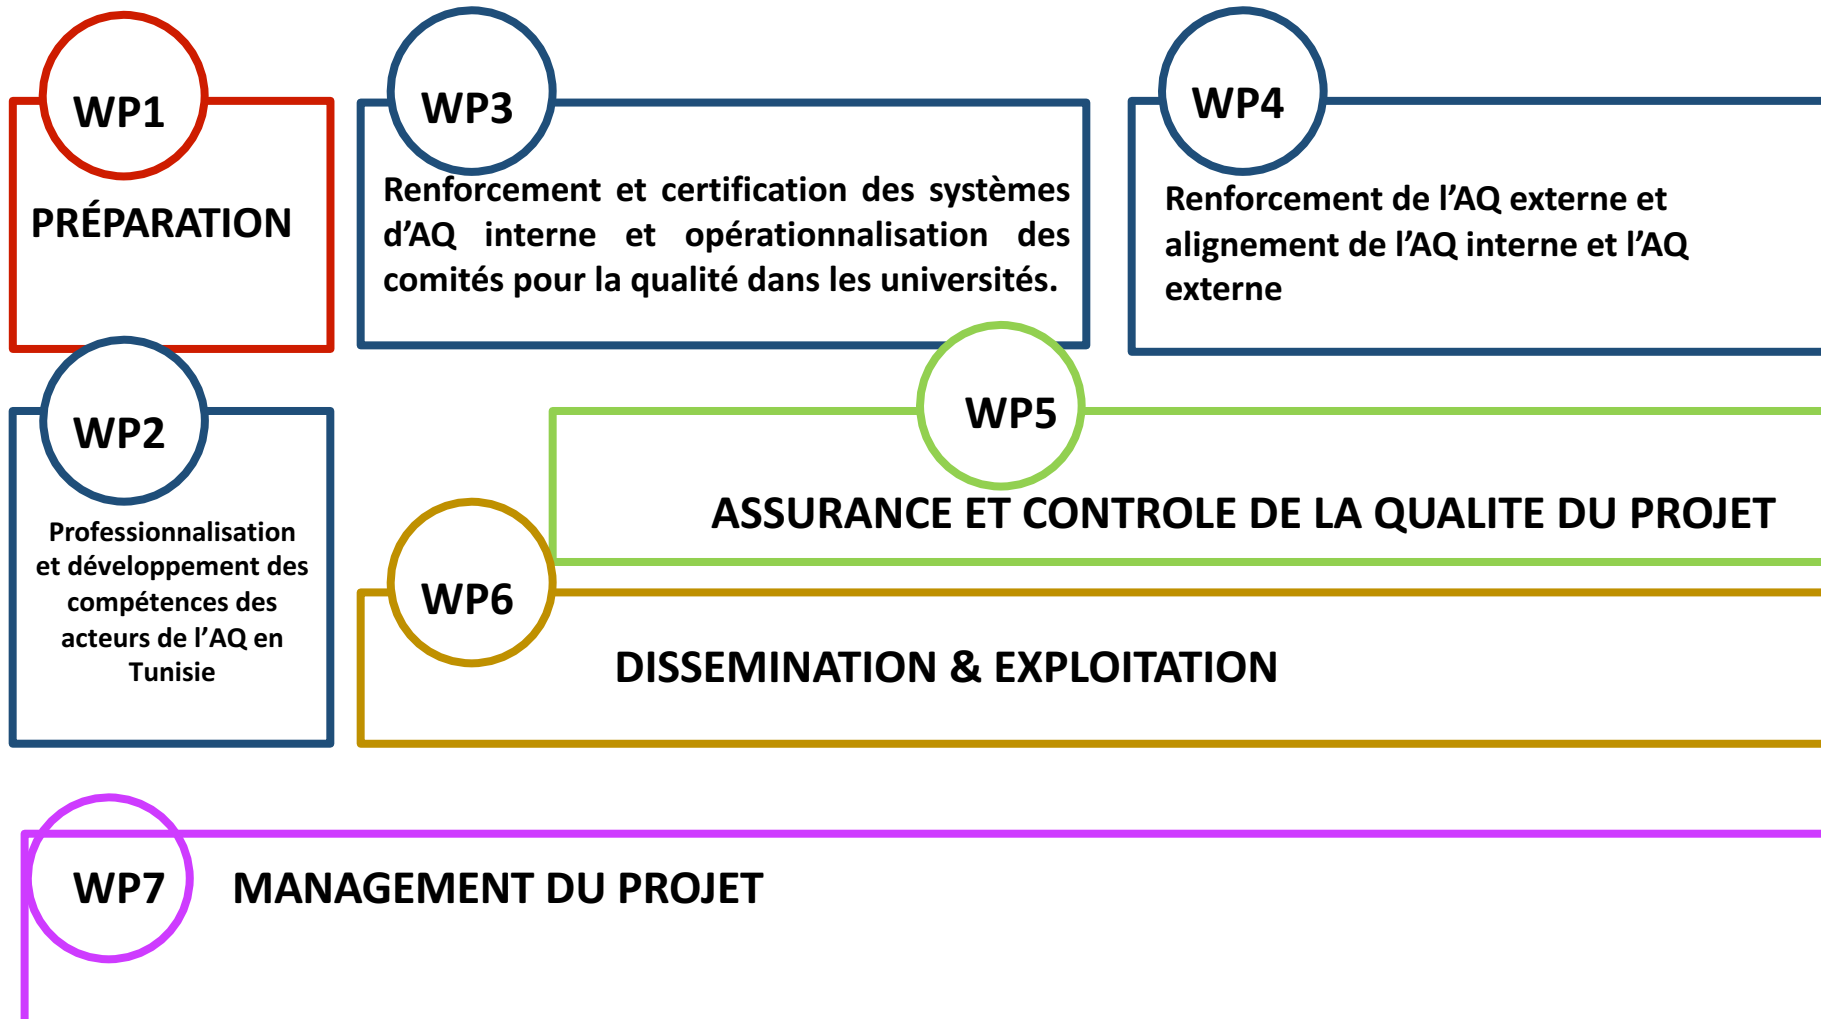 WP1
PRÉPARATION
WP3
Renforcement et certification des systèmes
d’AQ interne et opérationnalisation des
comités pour la qualité dans les universités.
WP4
Renforcement de l’AQ externe et
alignement de l’AQ interne et l’AQ
externe
WP2
Professionnalisation
et développement des
compétences des
acteurs de l’AQ en
Tunisie
WP5
ASSURANCE ET CONTROLE DE LA QUALITE DU PROJET
WP6
DISSEMINATION & EXPLOITATION
WP7
MANAGEMENT DU PROJET